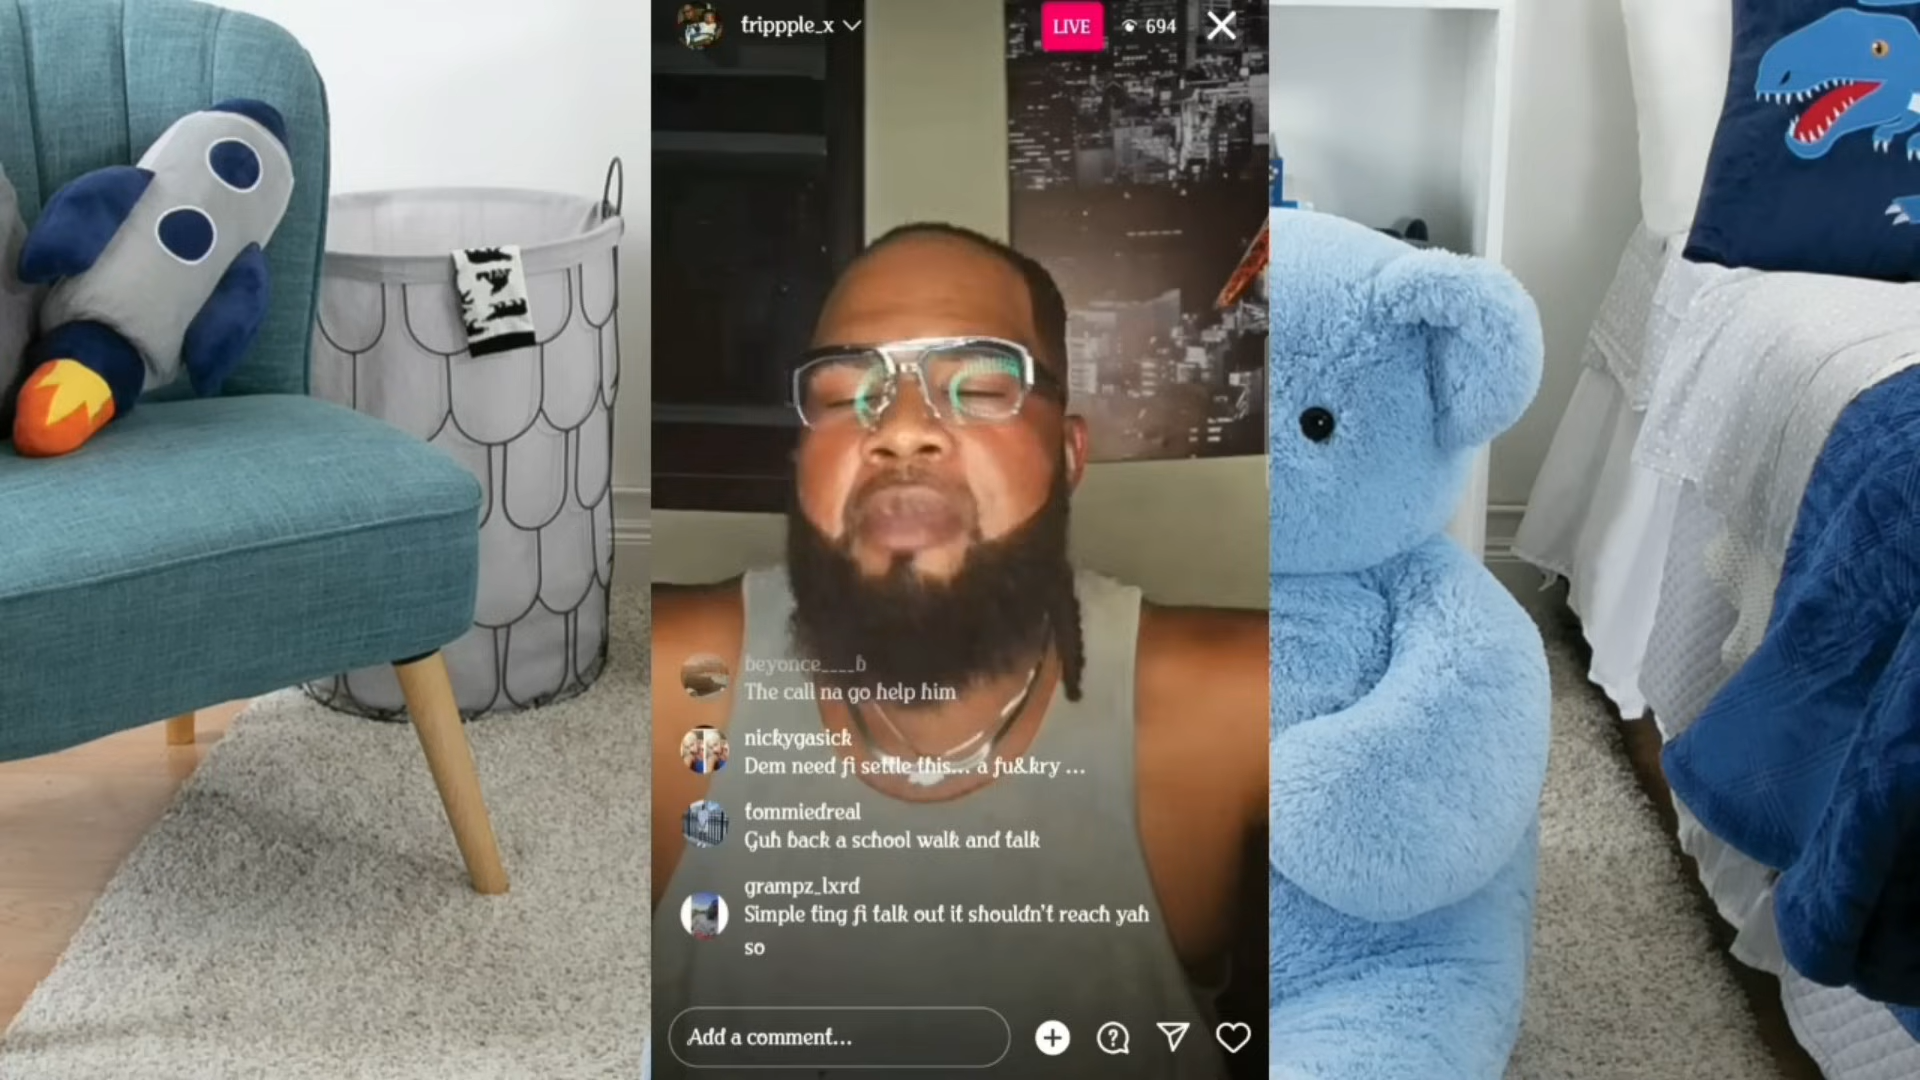 frippple_x
LIVE
694
beyonce____b
The call na go help him
nickygasick
Dem need fi settle this... a fu&kry ...
tommiedreal
Guh back a school walk and talk
grampz_lxrd
Simple ting fi talk out it shouldn't reach yah
so
Add a comment...